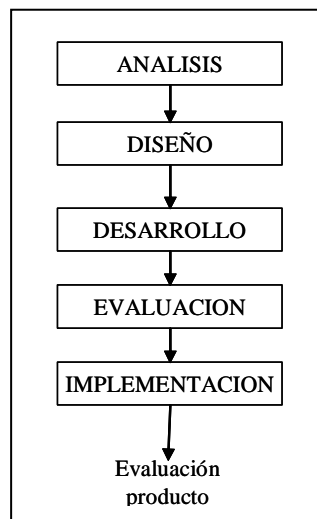 ANALISIS
DISEÑO
DESARROLLO
EVALUACION
IMPLEMENTACION
Evaluación
producto